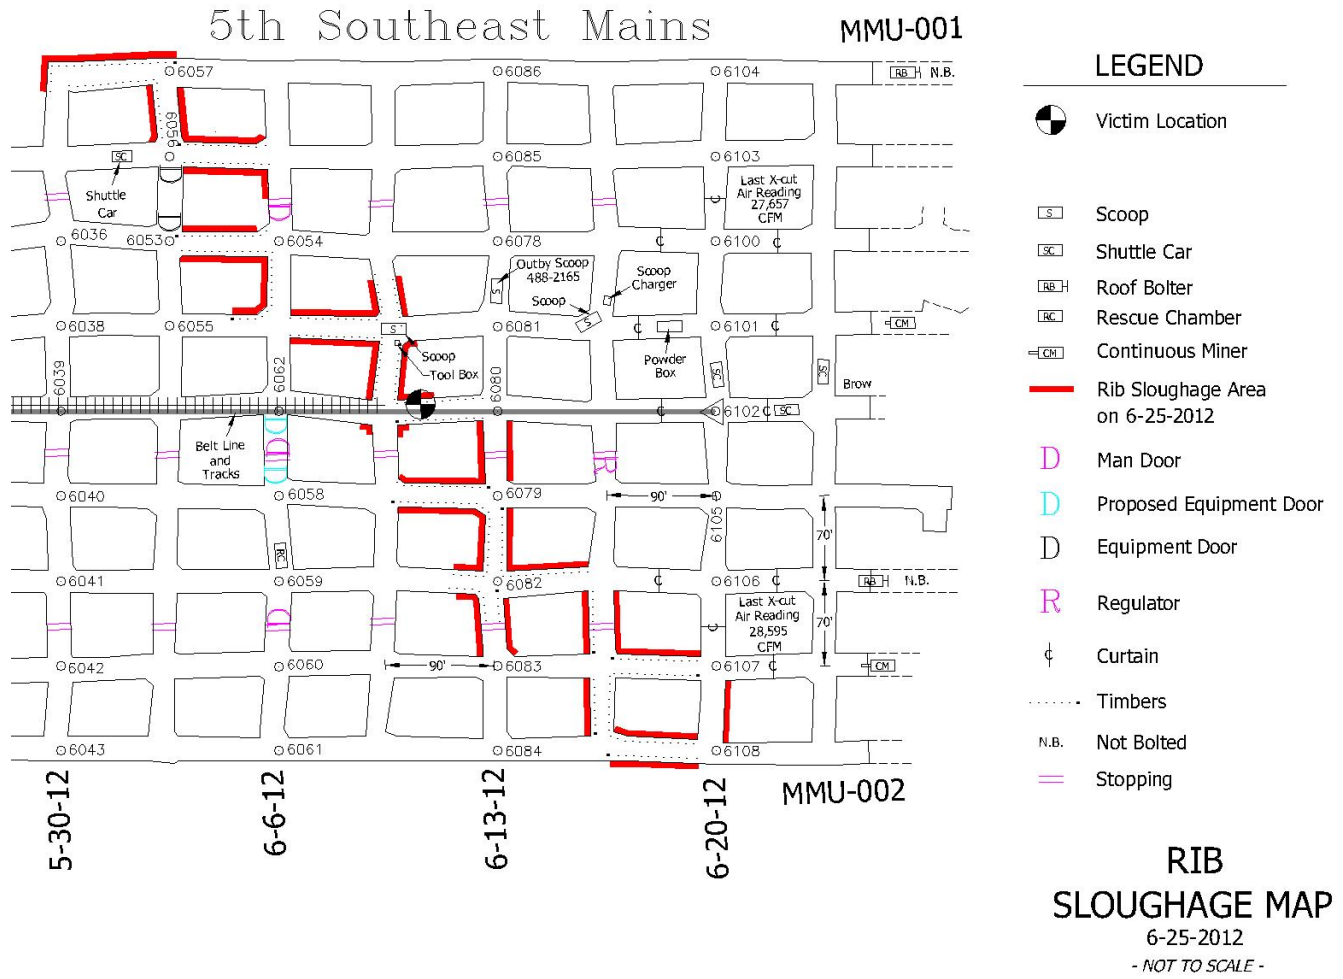 5th Southeast Mains
MMU-001
6057
6086
6104
RB
N.B.
6056
SC
6085
6103
Shuttle
Car
Last X-cut
Air Reading
27,657
CFM
6036
6053
6054
6078
6100
Outby Scoop
488-2165
S
Scoop
S
Scoop
Charger
6038
6055
6081
6101
CM
S
Scoop
Tool Box
Powder
Box
6039
6062
6080
SC
SC
Brow
6102
SC
Belt Line
and
Tracks
D
D
D
D
R
6040
6058
6079
90'
6105
70'
RC
6041
6059
6082
6106
RB
N.B.
Last X-cut
Air Reading
28,595
CFM
70'
6042
6060
90'
6083
6107
CM
6043
6061
6084
6108
5-30-12
6-6-12
6-13-12
6-20-12
MMU-002
LEGEND
Victim Location
S Scoop
SC Shuttle Car
RB Roof Bolter
RC Rescue Chamber
CM Continuous Miner
Rib Sloughage Area
on 6-25-2012
D Man Door
D Proposed Equipment Door
D Equipment Door
R Regulator
Curtain
Timbers
N.B. Not Bolted
Stopping
RIB
SLOUGHAGE MAP
6-25-2012
- NOT TO SCALE -